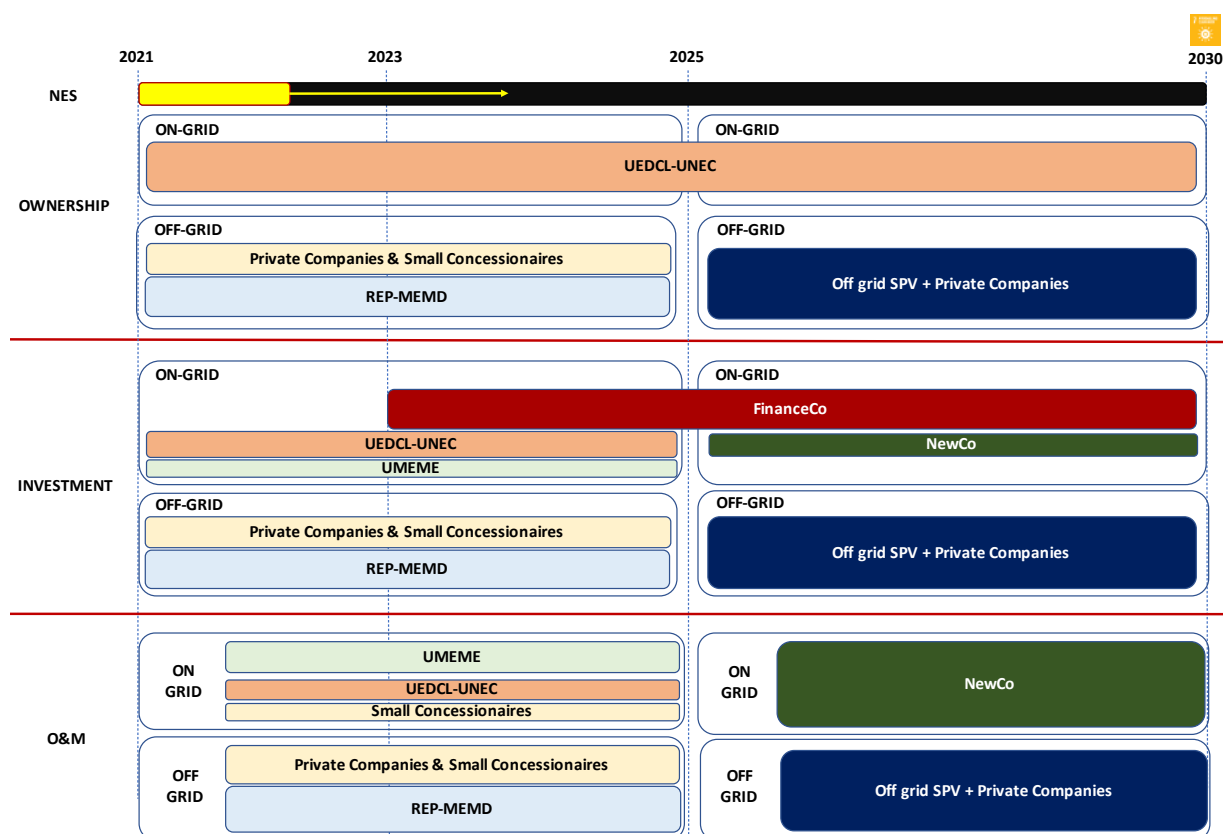 2021
2023
2025
2030
NES
ON-GRID
ON-GRID
UEDCL-UNEC
OWNERSHIP
OFF-GRID
OFF-GRID
Private Companies & Small Concessionaires
REP-MEMD
Off grid SPV + Private Companies
ON-GRID
ON-GRID
FinanceCo
UEDCL-UNEC
NewCo
UMEME
INVESTMENT
OFF-GRID
OFF-GRID
Private Companies & Small Concessionaires
REP-MEMD
Off grid SPV + Private Companies
ON
GRID
UMEME
UEDCL-UNEC
Small Concessionaires
ON
GRID
NewCo
O&M
OFF
GRID
Private Companies & Small Concessionaires
REP-MEMD
OFF
GRID
Off grid SPV + Private Companies